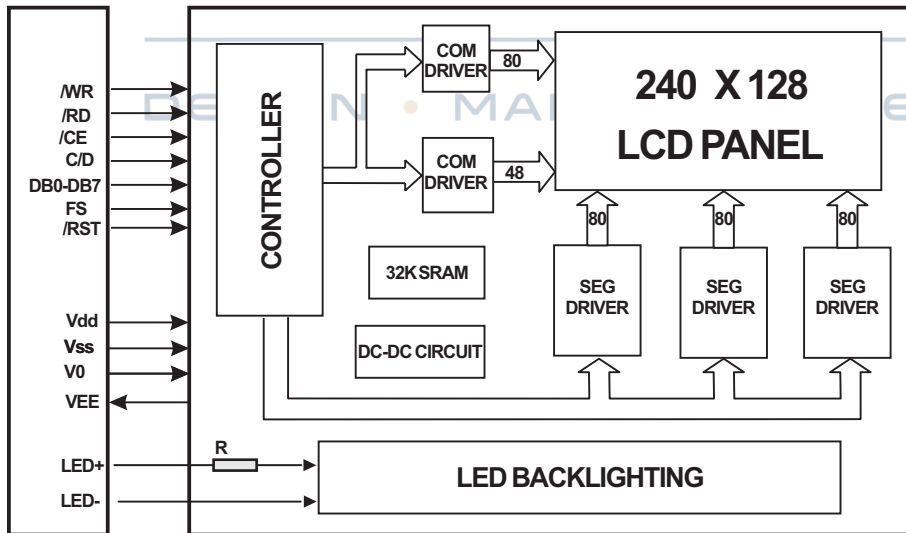 /WR
/RD
/CE
C/D
DB0-DB7
FS
/RST
Vdd
Vss
V0
VEE
LED+
LED-
CONTROLLER
COM
DRIVER
80
COM
DRIVER
48
240 X 128
LCD PANEL
32K SRAM
DC-DC CIRCUIT
80
80
80
SEG
DRIVER
SEG
DRIVER
SEG
DRIVER
R
LED BACKLIGHTING